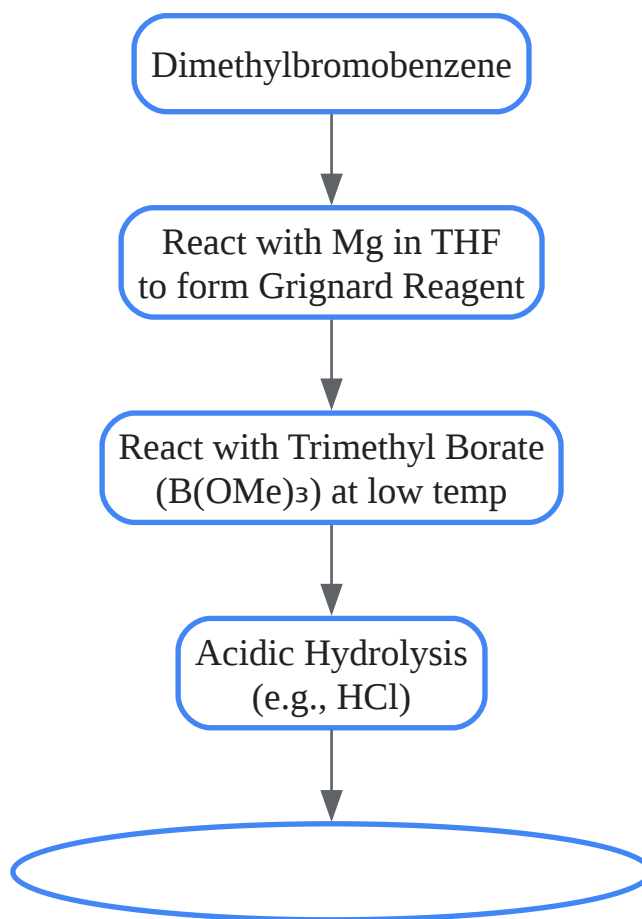 Dimethylbromobenzene
React with Mg in THF
to form Grignard Reagent
React with Trimethyl Borate
(B(OMe)₃) at low temp
Acidic Hydrolysis
(e.g., HCl)